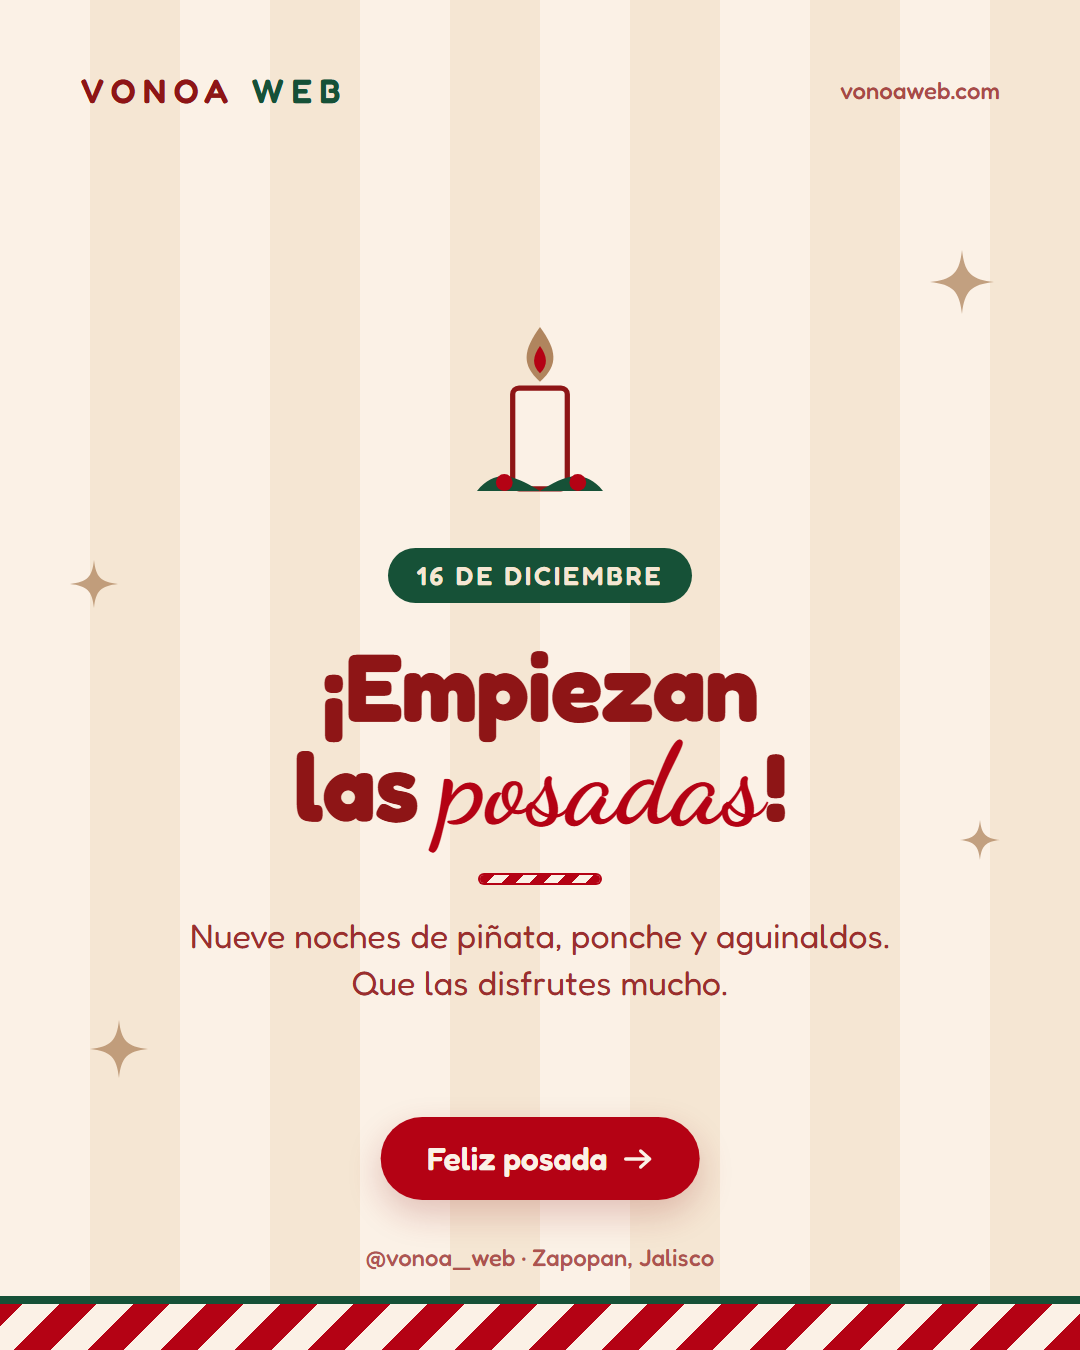 VONOA WEB
vonoaweb.com
16 DE DICIEMBRE
¡Empiezan
las posadas!
Nueve noches de piñata, ponche y aguinaldos.
Que las disfrutes mucho.
Feliz posada →
@vonoa__web · Zapopan, Jalisco